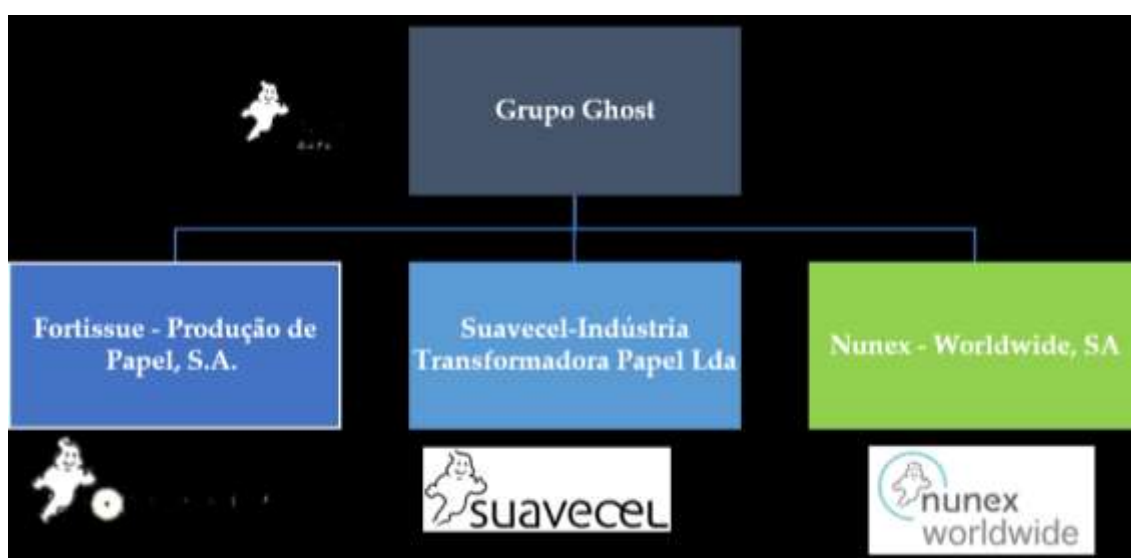 Grupo Ghost
Fortissue - Produção de
Papel, S.A.
Suavecel-Indústria
Transformadora Papel Lda
Nunex - Worldwide, SA
suavecel
nunex
worldwide